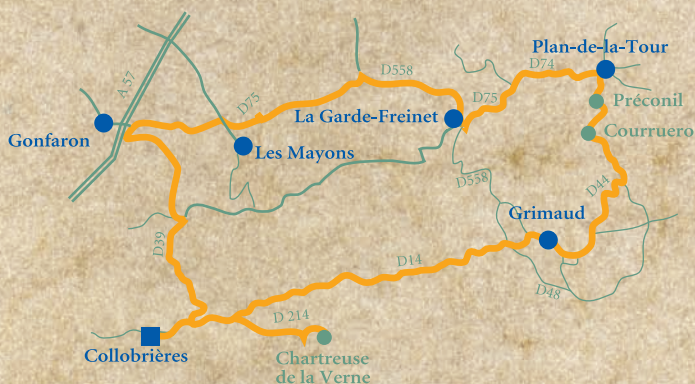 Plan-de-la-Tour
D558
D74
A 57
D75
D75
Préconil
La Garde-Freinet
Gonfaron
Courruero
Les Mayons
D558
D44
Grimaud
D39
D14
D48
D 214
Collobrières
Chartreuse
de la Verne